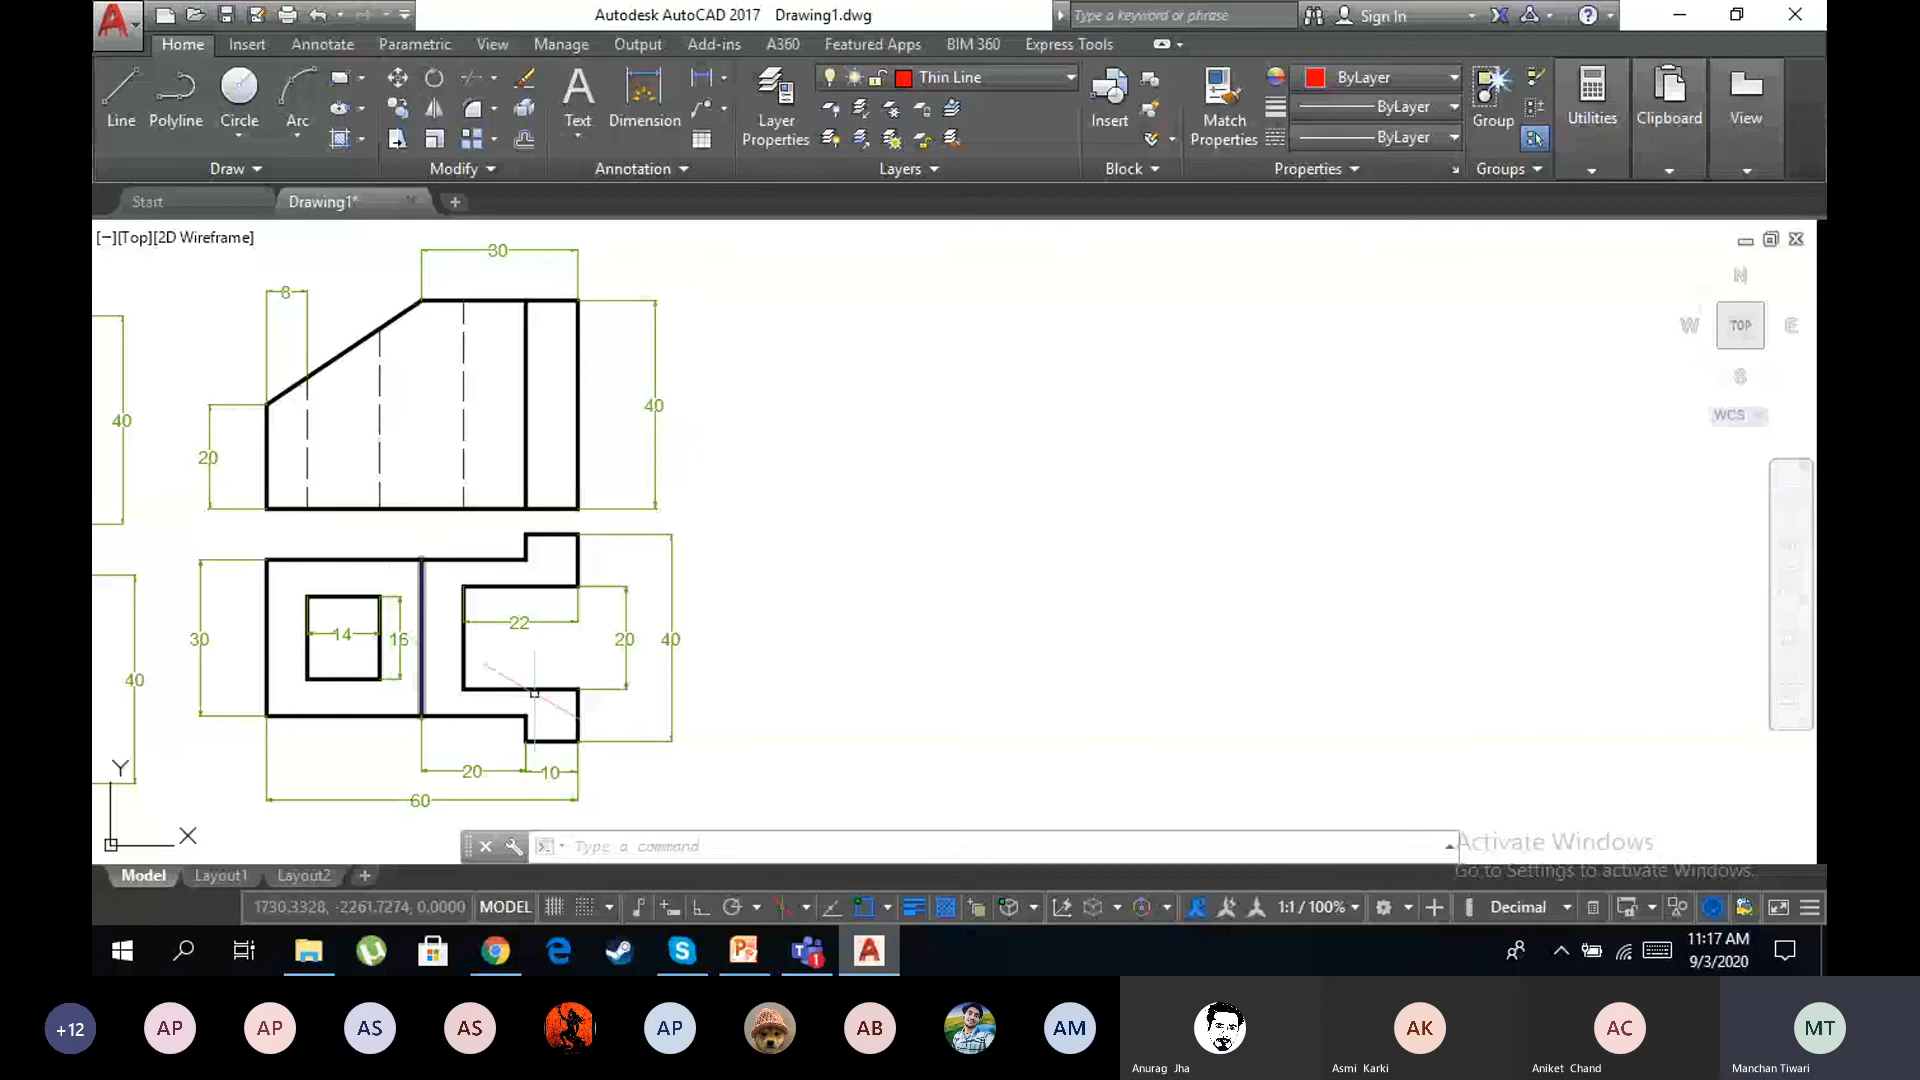 Autodesk AutoCAD 2017 Drawing1.dwg
Type a keyword or phrase
Sign In
Home Insert Annotate Parametric View Manage Output Add-ins A360 Featured Apps BIM 360 Express Tools
Thin Line
ByLayer
Line Polyline Circle Arc
Text Dimension
Layer Properties
Insert
Match Properties
ByLayer
ByLayer
Group
Utilities
Clipboard
View
Draw Modify Annotation Layers Block Properties Groups
Start Drawing1*
[−][Top][2D Wireframe]
30
8
40
20
40
N
W TOP E
S
WCS
30
14
16
22
20
40
40
20
10
60
Y
X
Type a command
Activate Windows
Go to Settings to activate Windows.
Model Layout1 Layout2
1730.3328, -2261.7274, 0.0000 MODEL 1:1 / 100% Decimal
1
11:17 AM
9/3/2020
+12 AP AP AS AS AP AB AM AK AC MT
Anurag Jha Asmi Karki Aniket Chand Manchan Tiwari